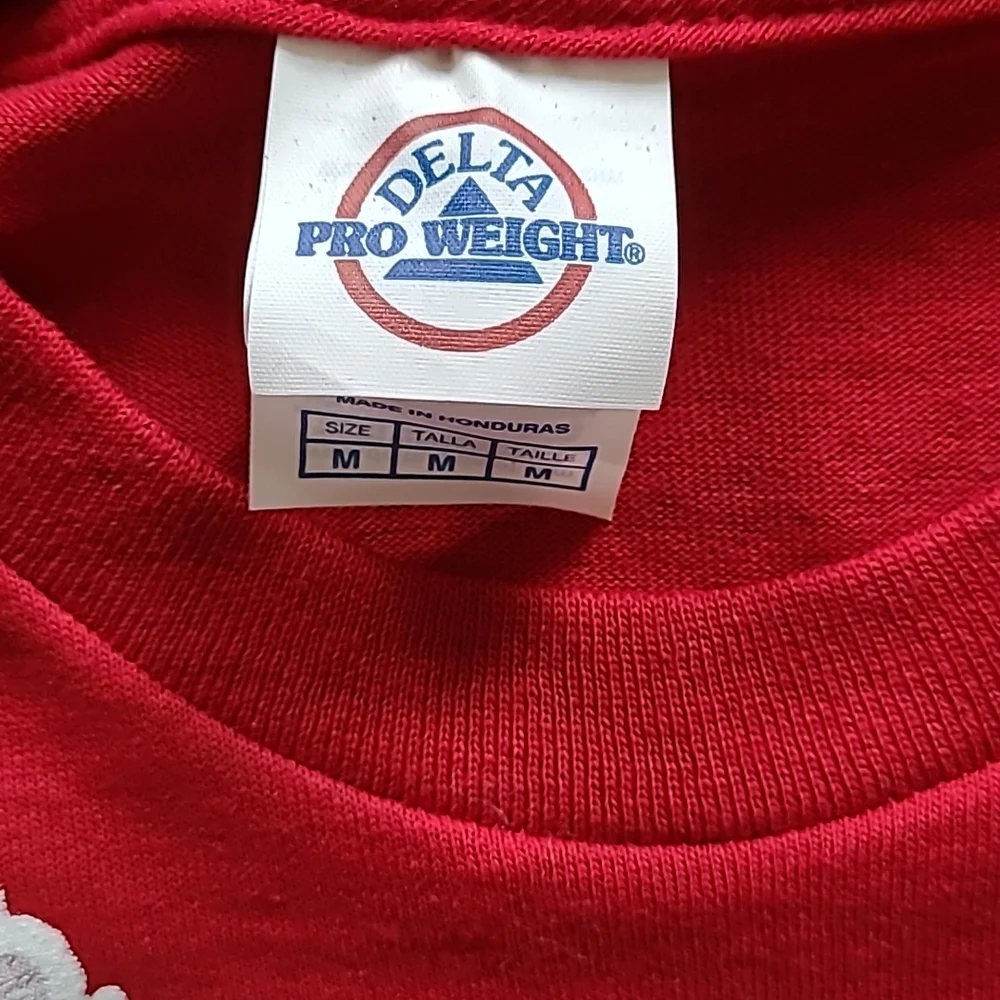 DELTA
PRO WEIGHT®
MADE IN HONDURAS
SIZE TALLA TAILLE
M M M